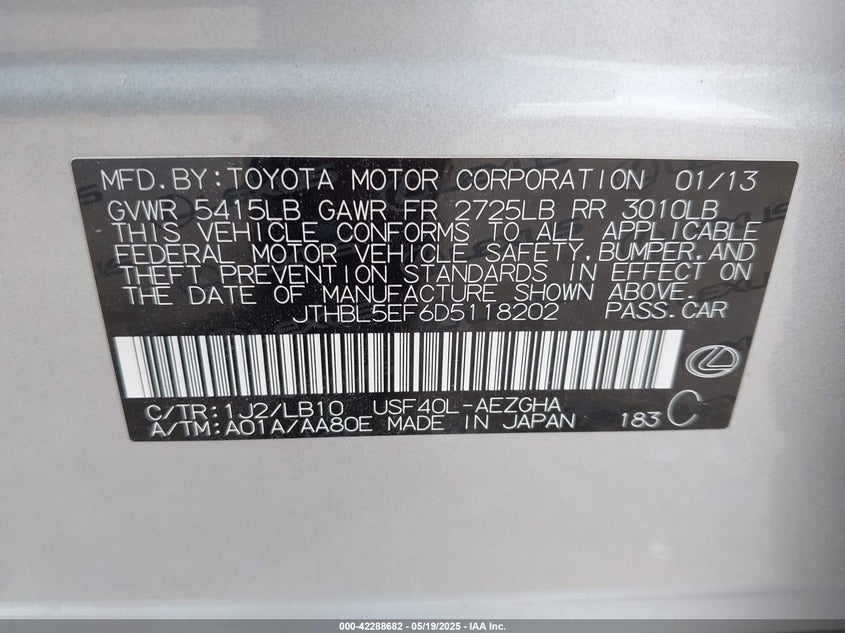 MFD.BY:TOYOTA MOTOR CORPORATION 01/13
GVWR 5415LB GAWR FR 2725LB RR 3010LB
THIS VEHICLE CONFORMS TO ALL APPLICABLE
FEDERAL MOTOR VEHICLE SAFETY,BUMPER,AND
THEFT PREVENTION STANDARDS IN EFFECT ON
THE DATE OF MANUFACTURE SHOWN ABOVE.
JTHBL5EF6D5118202 PASS.CAR
C/TR:1J2/LB10 USF40L-AEZGHA
A/TM:A01A/AA80E MADE IN JAPAN 183 C
000-42288682 - 05/19/2025 - IAA Inc.